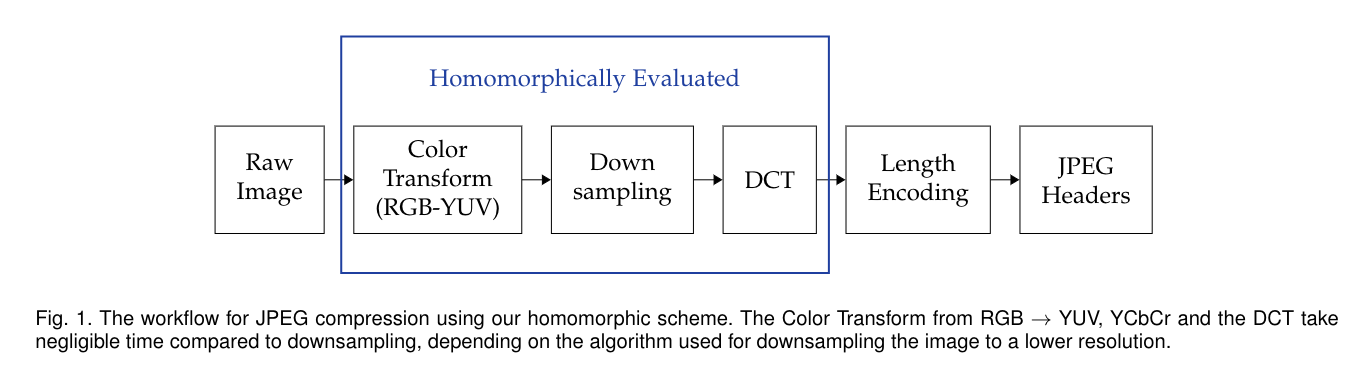 Homomorphically Evaluated
Raw
Image
Color
Transform
(RGB-YUV)
Down
sampling
DCT
Length
Encoding
JPEG
Headers
Fig. 1. The workflow for JPEG compression using our homomorphic scheme. The Color Transform from RGB → YUV, YCbCr and the DCT take
negligible time compared to downsampling, depending on the algorithm used for downsampling the image to a lower resolution.